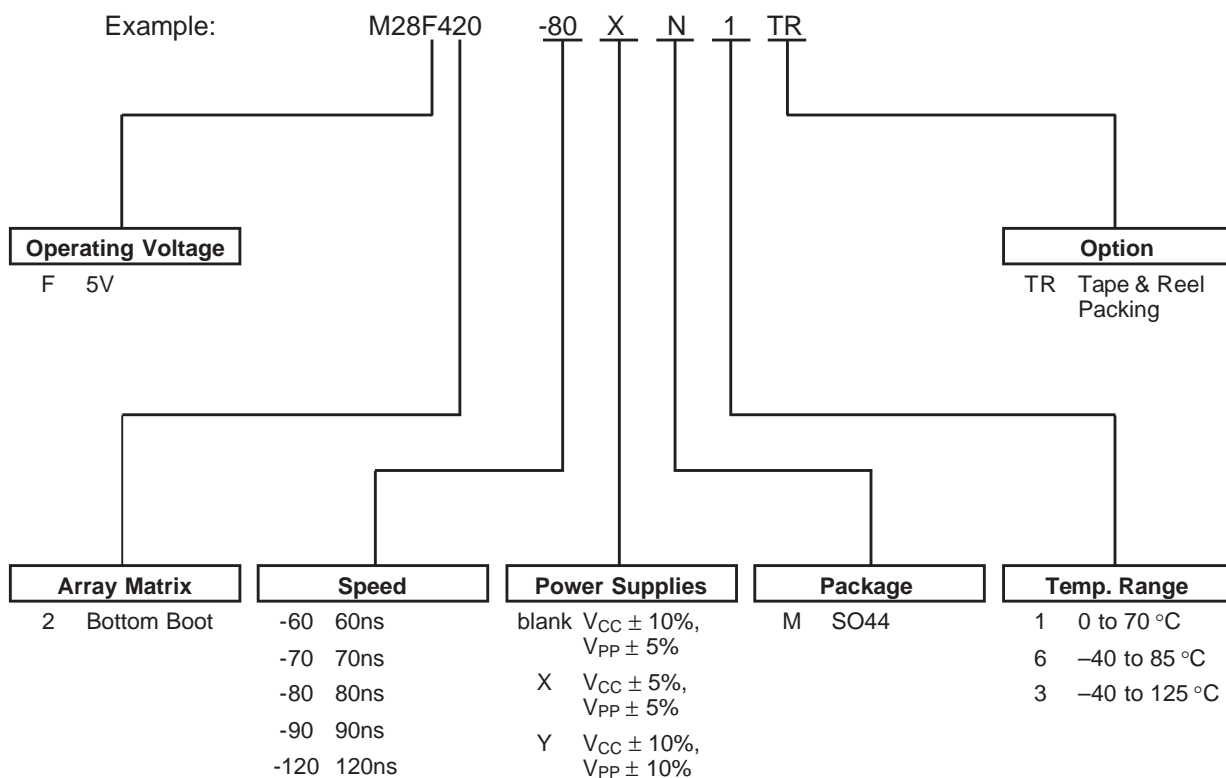 Example: M28F420 -80 X N 1 TR
Operating Voltage
F 5V
Option
TR Tape & Reel
Packing
Array Matrix
2 Bottom Boot
Speed
-60 60ns
-70 70ns
-80 80ns
-90 90ns
-120 120ns
Power Supplies
blank VCC ± 10%,
VPP ± 5%
X VCC ± 5%,
VPP ± 5%
Y VCC ± 10%,
VPP ± 10%
Package
M SO44
Temp. Range
1 0 to 70 °C
6 –40 to 85 °C
3 –40 to 125 °C